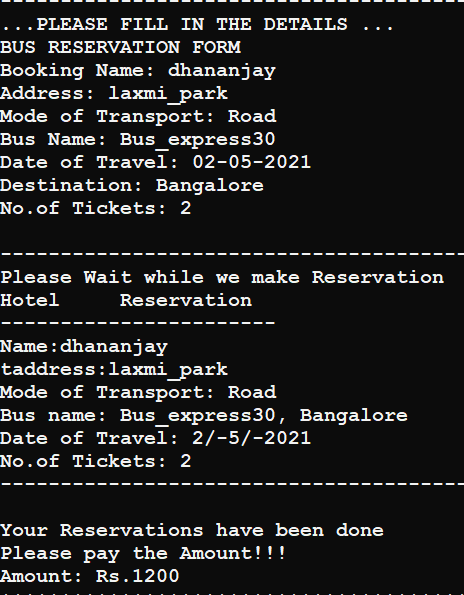 ----------------------------------------
...PLEASE FILL IN THE DETAILS ...
BUS RESERVATION FORM
Booking Name: dhananjay
Address: laxmi_park
Mode of Transport: Road
Bus Name: Bus_express30
Date of Travel: 02-05-2021
Destination: Bangalore
No.of Tickets: 2
---------------------------------------
Please Wait while we make Reservation
Hotel     Reservation
-----------------------
Name:dhananjay
taddress:laxmi_park
Mode of Transport: Road
Bus name: Bus_express30, Bangalore
Date of Travel: 2/-5/-2021
No.of Tickets: 2
---------------------------------------
Your Reservations have been done
Please pay the Amount!!!
Amount: Rs.1200